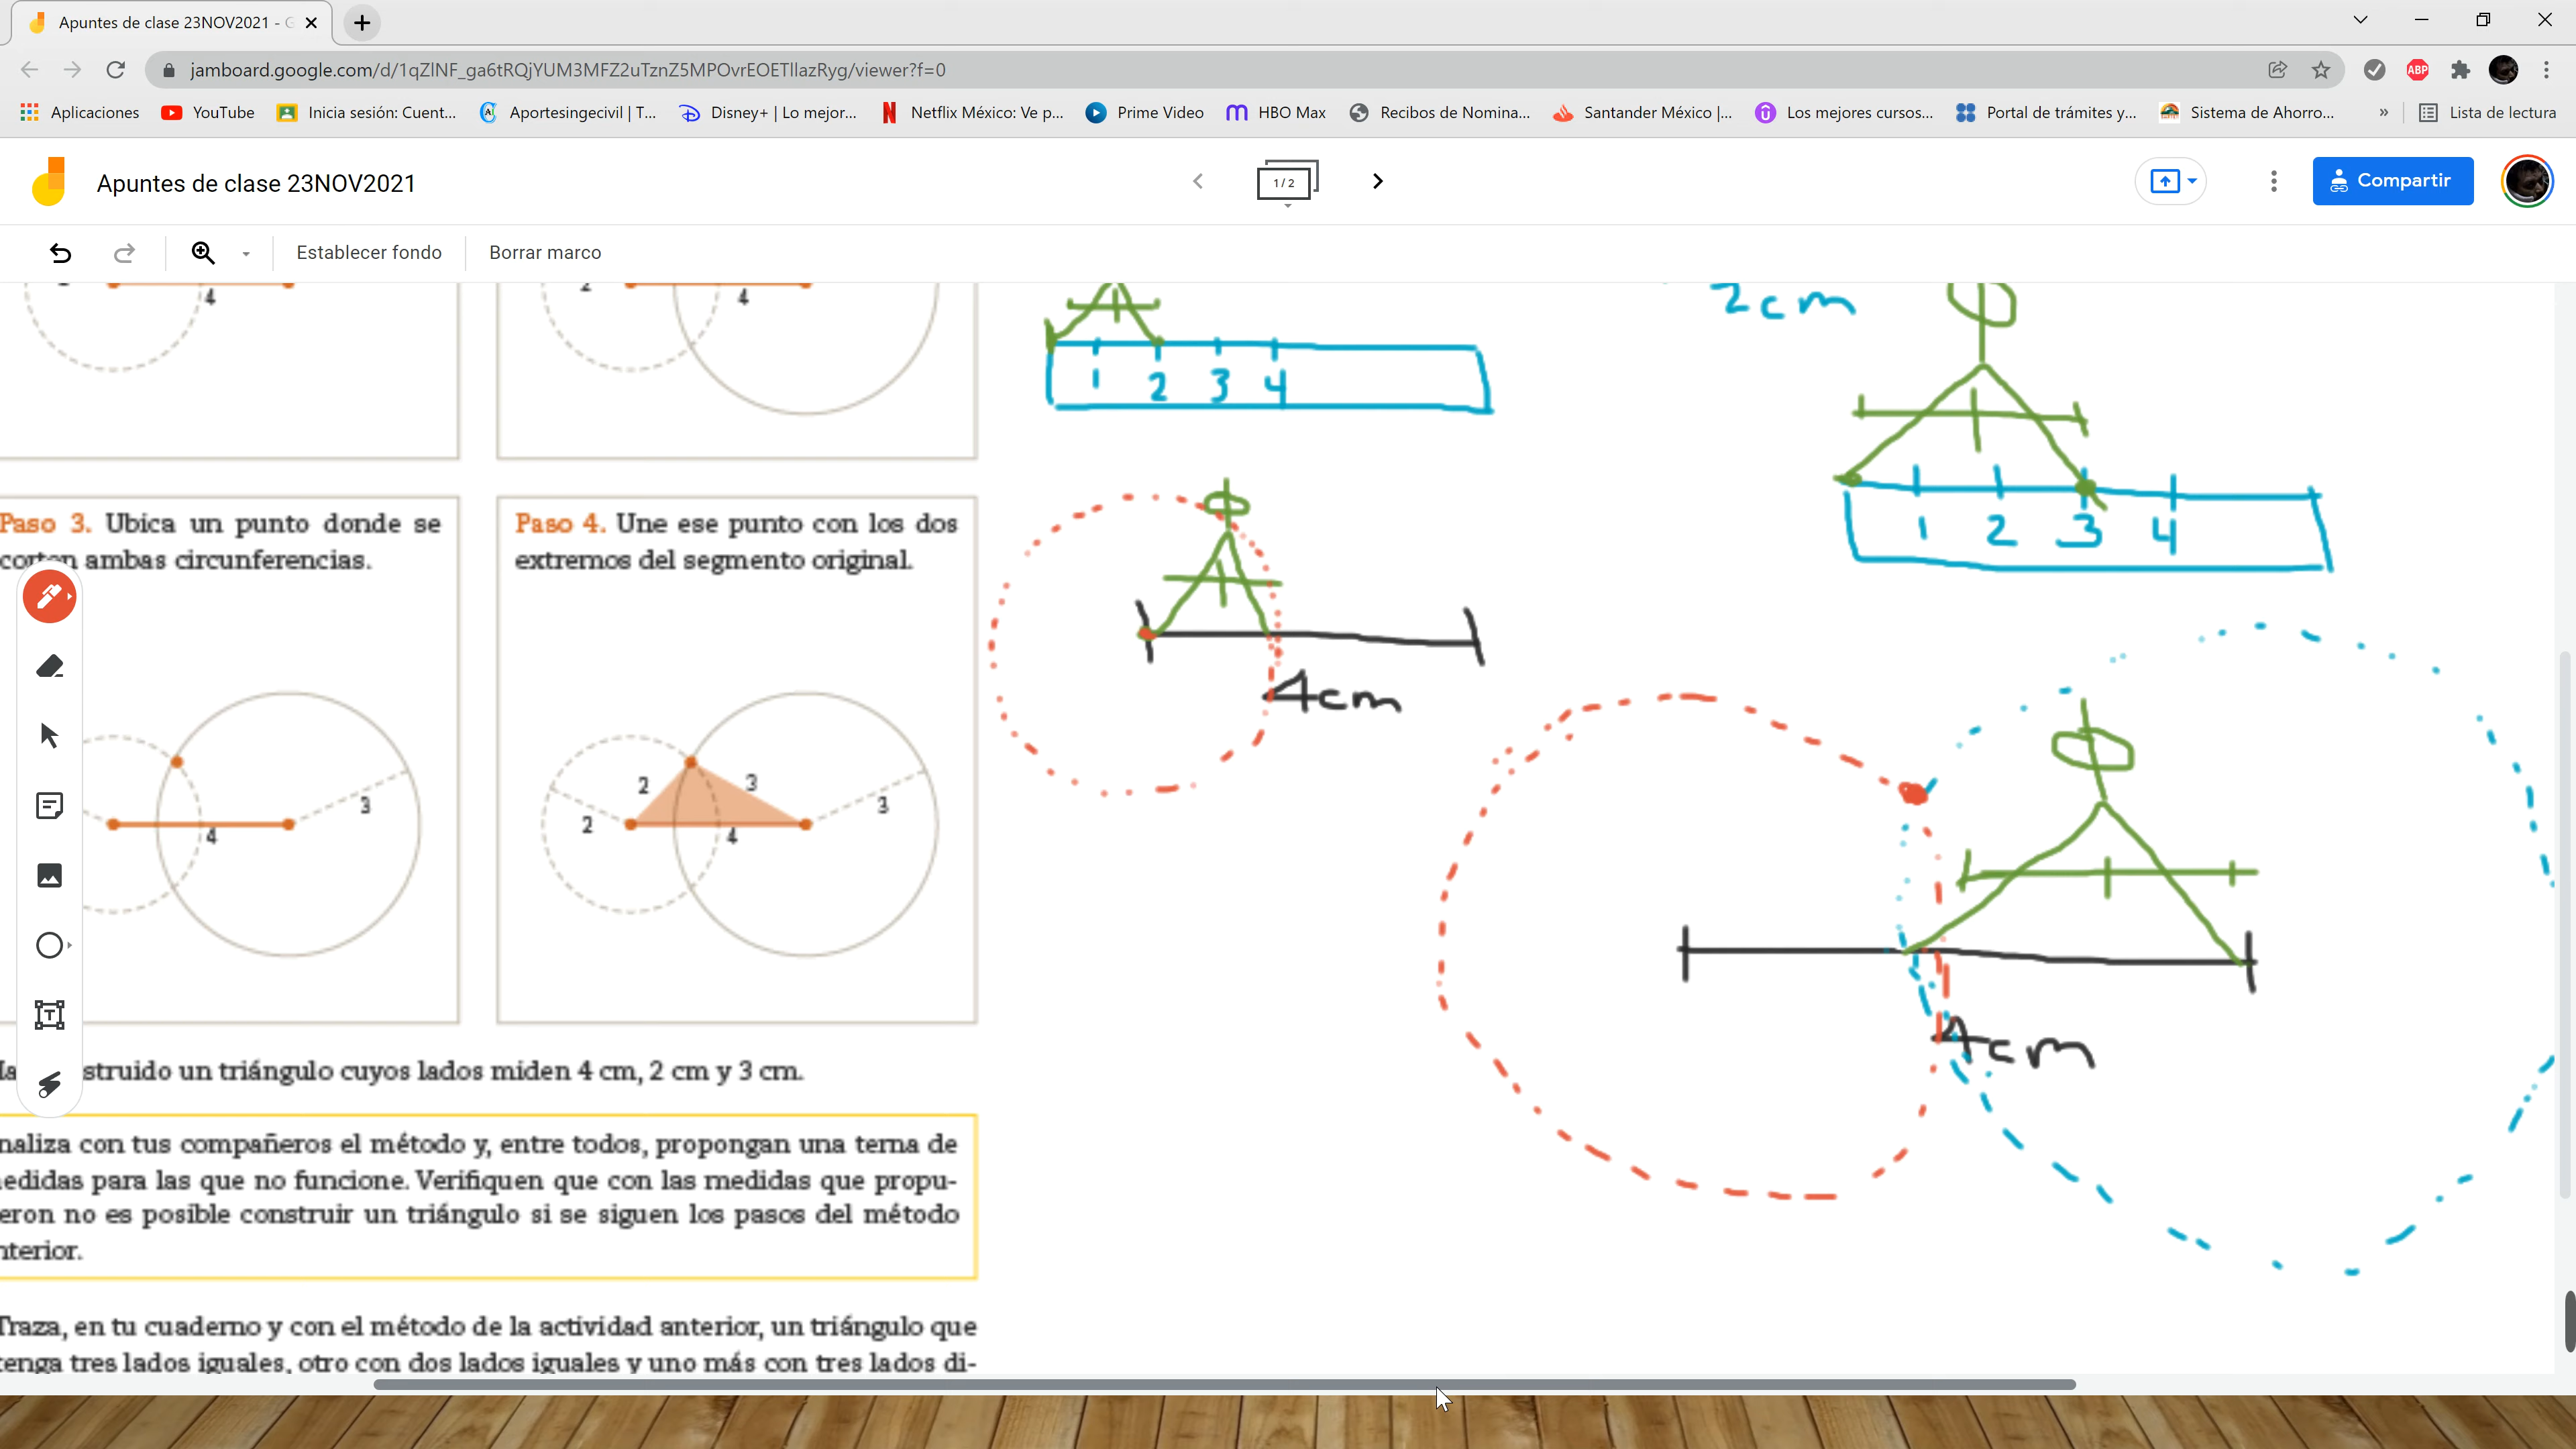 Apuntes de clase 23NOV2021 - G
jamboard.google.com/d/1qZINF_ga6tRQjYUM3MFZ2uTznZ5MPOvrEOETllazRyg/viewer?f=0
ABP
Aplicaciones
YouTube
Inicia sesión: Cuent...
Aportesingecivil | T...
Disney+ | Lo mejor...
Netflix México: Ve p...
Prime Video
HBO Max
Recibos de Nomina...
Santander México |...
Los mejores cursos...
Portal de trámites y...
Sistema de Ahorro...
»
Lista de lectura
Apuntes de clase 23NOV2021
1 / 2
Compartir
Establecer fondo
Borrar marco
4
2
4
2cm
1 2 3 4
1 2 3 4
Paso 3. Ubica un punto donde se
cortan ambas circunferencias.
4
3
Paso 4. Une ese punto con los dos
extremos del segmento original.
2
3
2
4
3
4cm
4cm
struido un triángulo cuyos lados miden 4 cm, 2 cm y 3 cm.
naliza con tus compañeros el método y, entre todos, propongan una terna de
edidas para las que no funcione. Verifiquen que con las medidas que propu-
eron no es posible construir un triángulo si se siguen los pasos del método
nterior.
Traza, en tu cuaderno y con el método de la actividad anterior, un triángulo que
tenga tres lados iguales, otro con dos lados iguales y uno más con tres lados di-